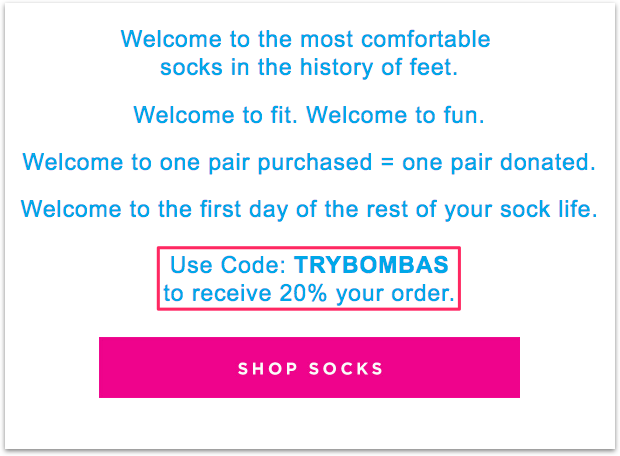 Welcome to the most comfortable
socks in the history of feet.
Welcome to fit. Welcome to fun.
Welcome to one pair purchased = one pair donated.
Welcome to the first day of the rest of your sock life.
Use Code: TRYBOMBAS
to receive 20% your order.
SHOP SOCKS